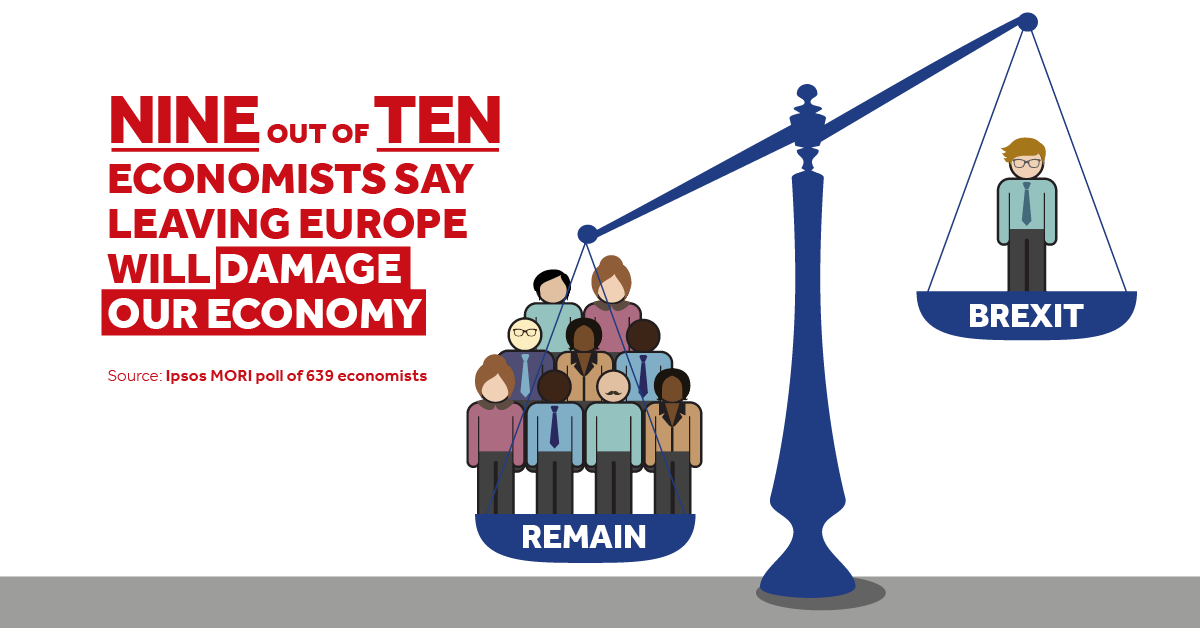 NINE OUT OF TEN
ECONOMISTS SAY
LEAVING EUROPE
WILL DAMAGE
OUR ECONOMY
Source: Ipsos MORI poll of 639 economists
BREXIT
REMAIN